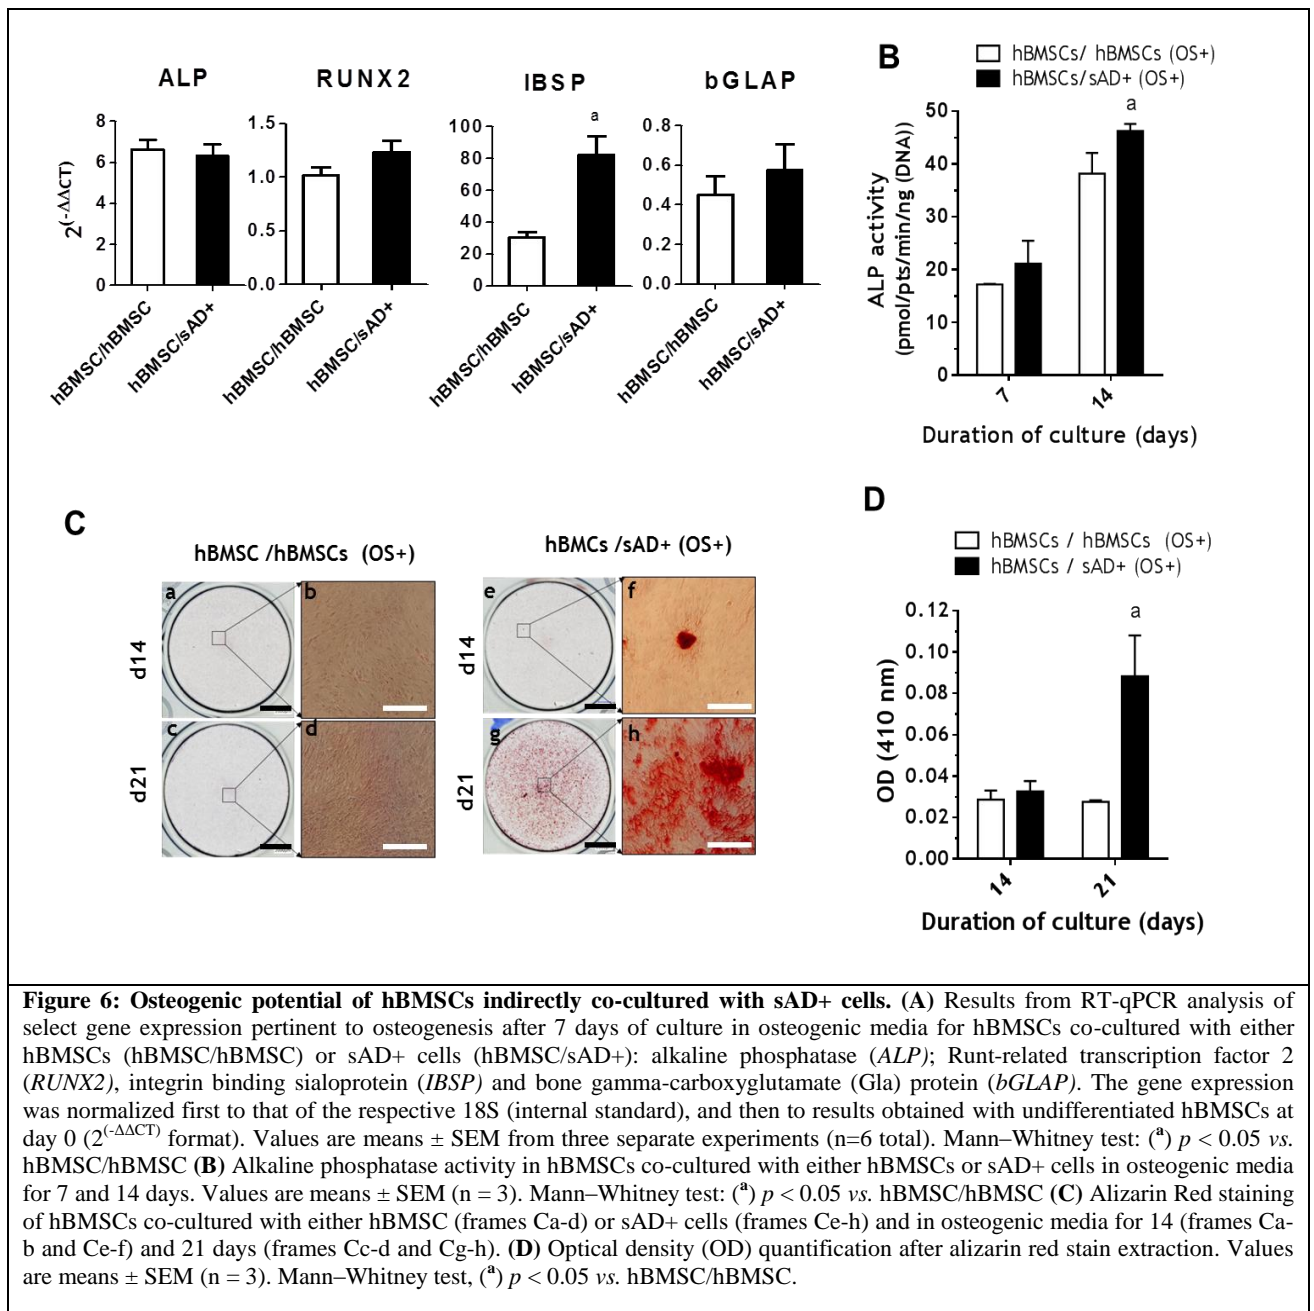 ALP
RUNX2
IBSP
bGLAP
2(-ΔΔCT)
8
6
4
2
0
hBMSC/hBMSC
hBMSC/sAD+
1.5
1.0
0.5
0.0
hBMSC/hBMSC
hBMSC/sAD+
a
100
80
60
40
20
0
hBMSC/hBMSC
hBMSC/sAD+
0.8
0.6
0.4
0.2
0.0
hBMSC/hBMSC
hBMSC/sAD+
B
hBMSCs/ hBMSCs (OS+)
hBMSCs/sAD+ (OS+)
a
ALP activity
(pmol/pts/min/ng (DNA))
50
40
30
20
10
0
7
14
Duration of culture (days)
C
hBMSC /hBMSCs (OS+)
hBMCs /sAD+ (OS+)
d14
a
b
d14
e
f
d21
c
d
d21
g
h
D
hBMSCs / hBMSCs (OS+)
hBMSCs / sAD+ (OS+)
a
OD (410 nm)
0.12
0.10
0.08
0.06
0.04
0.02
0.00
14
21
Duration of culture (days)
Figure 6: Osteogenic potential of hBMSCs indirectly co-cultured with sAD+ cells. (A) Results from RT-qPCR analysis of
select gene expression pertinent to osteogenesis after 7 days of culture in osteogenic media for hBMSCs co-cultured with either
hBMSCs (hBMSC/hBMSC) or sAD+ cells (hBMSC/sAD+): alkaline phosphatase (ALP); Runt-related transcription factor 2
(RUNX2), integrin binding sialoprotein (IBSP) and bone gamma-carboxyglutamate (Gla) protein (bGLAP). The gene expression
was normalized first to that of the respective 18S (internal standard), and then to results obtained with undifferentiated hBMSCs at
day 0 (2(-ΔΔCT) format). Values are means ± SEM from three separate experiments (n=6 total). Mann–Whitney test: (a) p < 0.05 vs.
hBMSC/hBMSC (B) Alkaline phosphatase activity in hBMSCs co-cultured with either hBMSCs or sAD+ cells in osteogenic media
for 7 and 14 days. Values are means ± SEM (n = 3). Mann–Whitney test: (a) p < 0.05 vs. hBMSC/hBMSC (C) Alizarin Red staining
of hBMSCs co-cultured with either hBMSC (frames Ca-d) or sAD+ cells (frames Ce-h) and in osteogenic media for 14 (frames Ca-
b and Ce-f) and 21 days (frames Cc-d and Cg-h). (D) Optical density (OD) quantification after alizarin red stain extraction. Values
are means ± SEM (n = 3). Mann–Whitney test, (a) p < 0.05 vs. hBMSC/hBMSC.